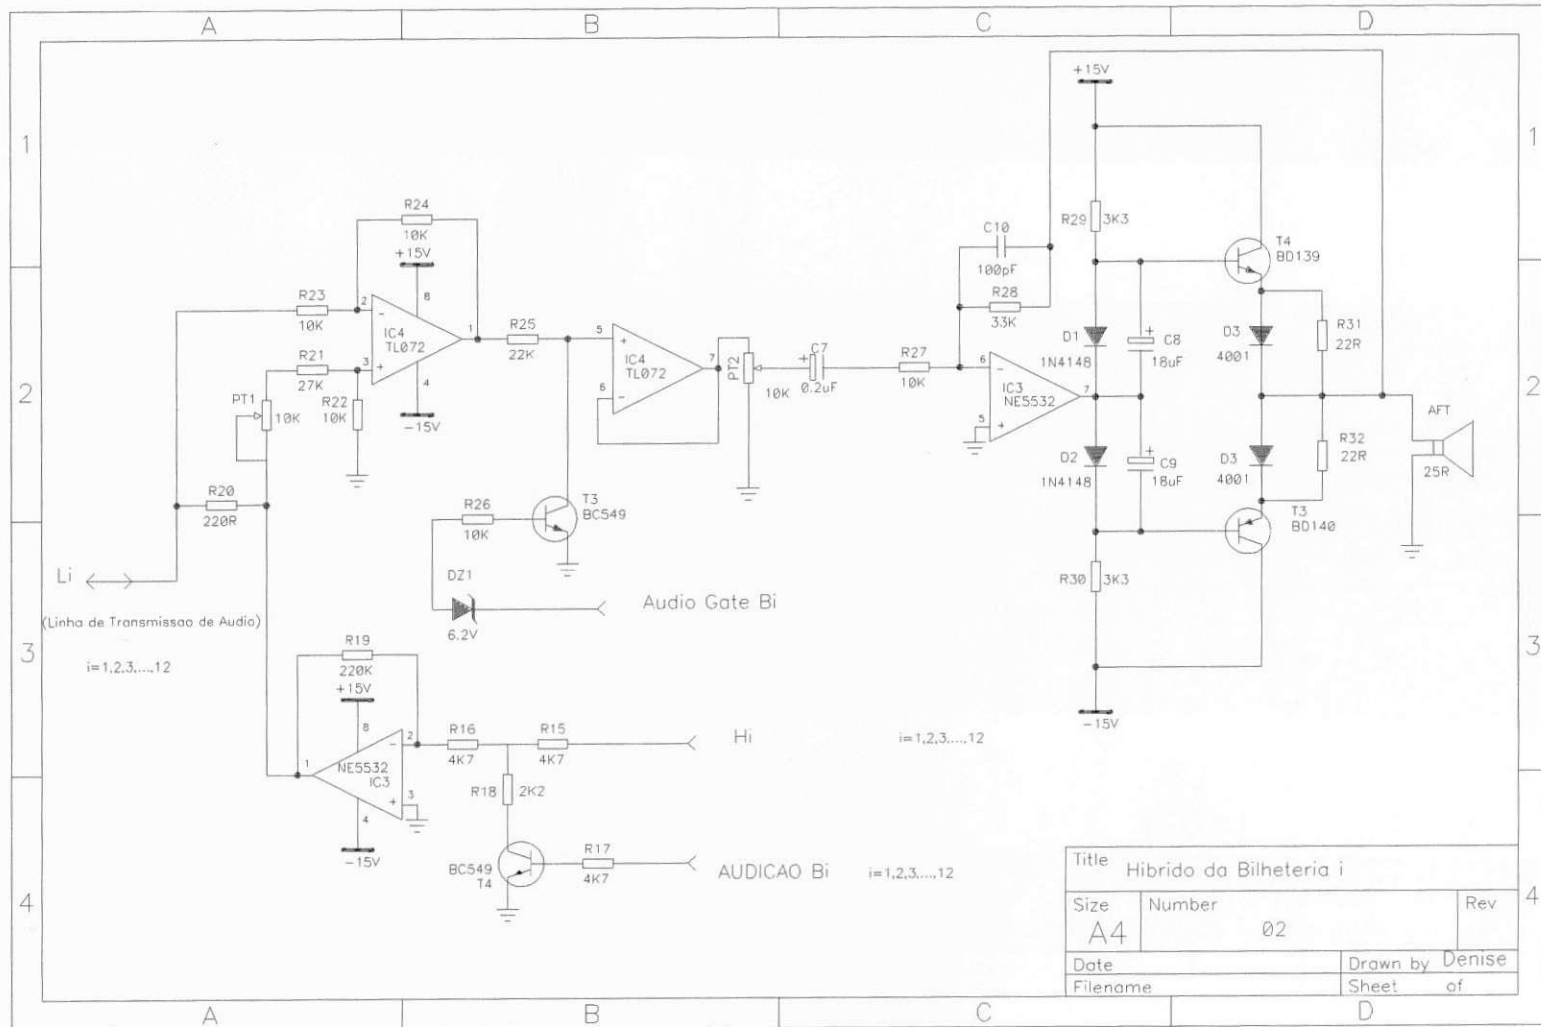 A B C D
+15V
1 1
R24
10K
+15V
C10
100pF
R29 3K3
T4
BD139
R23
10K
2
8
IC4
TL072
1
R25
22K
5
IC4
TL072
7
6
R28
33K
D1
1N4148
C8
18uF
D3
4001
R31
22R
R21
27K
3
4
-15V
PT1
10K
R22
10K
PT2
10K
C7
0.2uF
R27
10K
6
IC3
NE5532
7
5
2 2
AFT
25R
D2
1N4148
C9
18uF
D3
4001
R32
22R
R20
220R
R26
10K
T3
BC549
T3
BD140
Li
(Linha de Transmissao de Audio)
i=1,2,3,...,12
DZ1
6.2V
Audio Gate Bi
R30 3K3
-15V
3 3
R19
220K
+15V
8
1
NE5532
IC3
2
3
4
-15V
R16
4K7
R15
4K7
Hi
i=1,2,3,...,12
R18 2K2
BC549
T4
R17
4K7
AUDICAO Bi
i=1,2,3,...,12
4 4
Title
Hibrido da Bilheteria i
Size
A4
Number
02
Rev
Date
Drawn by Denise
Filename
Sheet of
A B C D